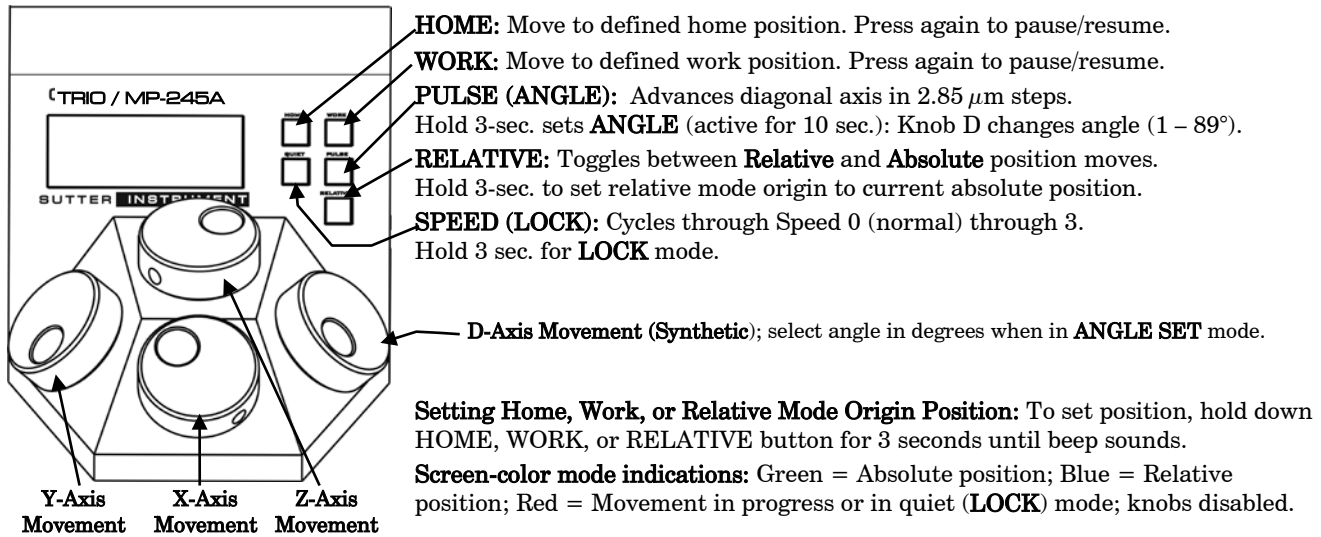 HOME: Move to defined home position. Press again to pause/resume.
WORK: Move to defined work position. Press again to pause/resume.
PULSE (ANGLE): Advances diagonal axis in 2.85 µm steps.
Hold 3-sec. sets ANGLE (active for 10 sec.): Knob D changes angle (1 – 89°).
RELATIVE: Toggles between Relative and Absolute position moves.
Hold 3-sec. to set relative mode origin to current absolute position.
SPEED (LOCK): Cycles through Speed 0 (normal) through 3.
Hold 3 sec. for LOCK mode.
TRIO / MP-245A
HOME WORK
QUIET PULSE
RELATIVE
SUTTER INSTRUMENT
D-Axis Movement (Synthetic); select angle in degrees when in ANGLE SET mode.
Setting Home, Work, or Relative Mode Origin Position: To set position, hold down
HOME, WORK, or RELATIVE button for 3 seconds until beep sounds.
Screen-color mode indications: Green = Absolute position; Blue = Relative
position; Red = Movement in progress or in quiet (LOCK) mode; knobs disabled.
Y-Axis
Movement
X-Axis
Movement
Z-Axis
Movement